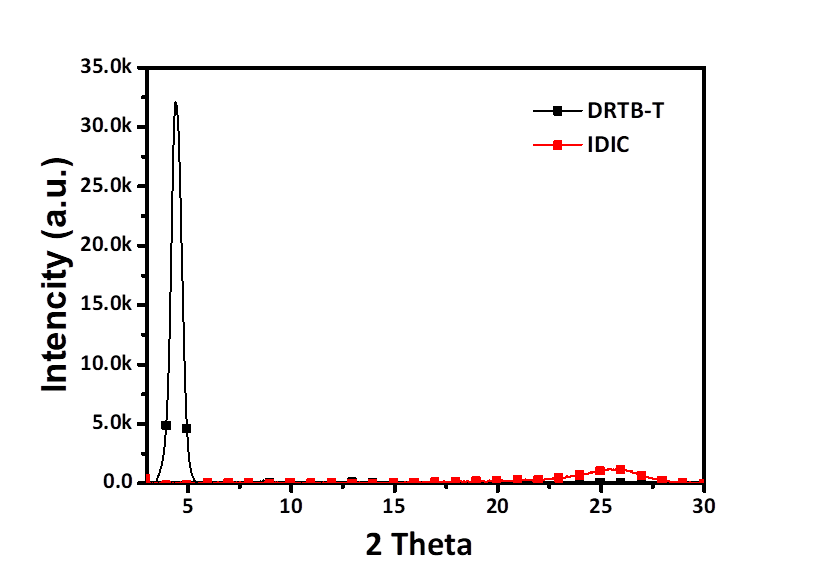 35.0k
30.0k
25.0k
20.0k
15.0k
10.0k
5.0k
0.0
Intencity (a.u.)
DRTB-T
IDIC
5 10 15 20 25 30
2 Theta